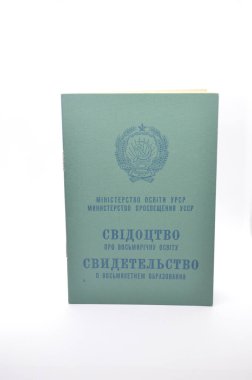 МІНІСТЕРСТВО ОСВІТИ УРСР
МИНИСТЕРСТВО ПРОСВЕЩЕНИЯ УССР
СВІДОЦТВО
ПРО ВОСЬМИРІЧНУ ОСВІТУ
СВИДЕТЕЛЬСТВО
О ВОСЬМИЛЕТНЕМ ОБРАЗОВАНИИ